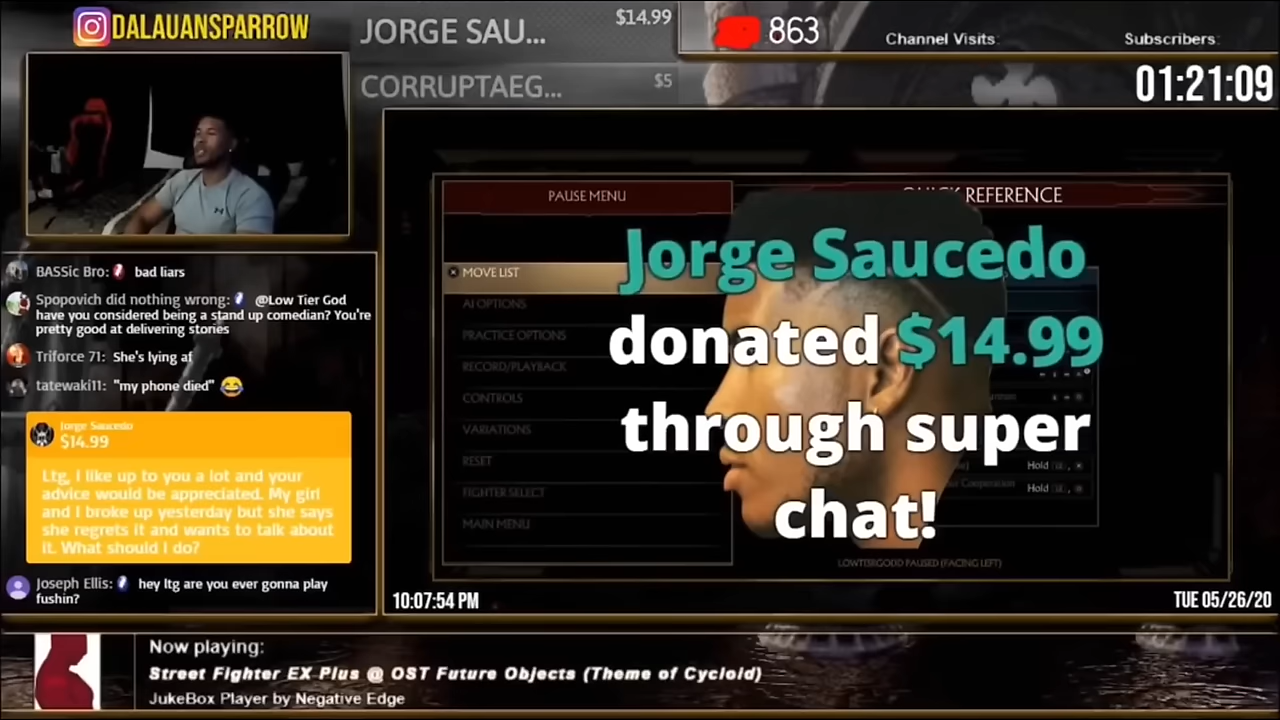 DALAUANSPARROW
JORGE SAU...
$14.99
CORRUPTAEG...
$5
863
Channel Visits:
Subscribers:
01:21:09
BASSic Bro: bad liars
Spopovich did nothing wrong: @Low Tier God
have you considered being a stand up comedian? You're
pretty good at delivering stories
Triforce 71: She's lying af
tatewaki11: "my phone died" 😂
Jorge Saucedo
$14.99
Ltg, I like up to you a lot and your
advice would be appreciated. My girl
and I broke up yesterday but she says
she regrets it and wants to talk about
it. What should I do?
Joseph Ellis: hey ltg are you ever gonna play
fushin?
PAUSE MENU
QUICK REFERENCE
MOVE LIST
AI OPTIONS
PRACTICE OPTIONS
RECORD/PLAYBACK
CONTROLS
VARIATIONS
RESET
FIGHTER SELECT
MAIN MENU
Jorge Saucedo
donated $14.99
through super
chat!
Hold
Hold
LOWTIERGODD PAUSED (FACING LEFT)
10:07:54 PM
TUE 05/26/20
Now playing:
Street Fighter EX Plus @ OST Future Objects (Theme of Cycloid)
JukeBox Player by Negative Edge